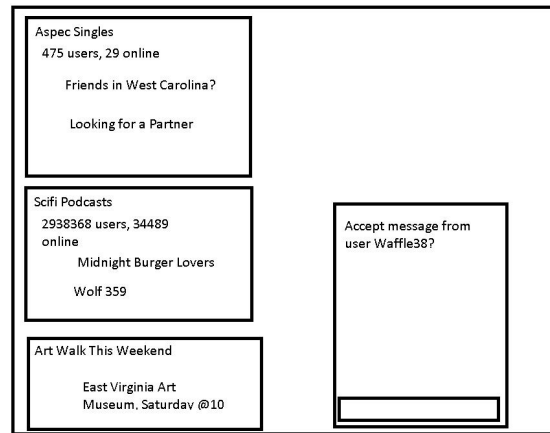 Aspec Singles
475 users, 29 online
Friends in West Carolina?
Looking for a Partner
Scifi Podcasts
2938368 users, 34489
online
Midnight Burger Lovers
Wolf 359
Art Walk This Weekend
East Virginia Art
Museum, Saturday @10
Accept message from
user Waffle38?